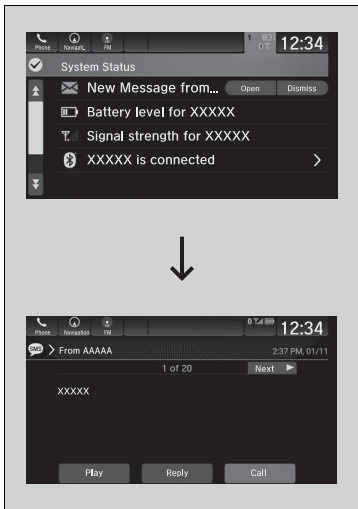 Phone Navigati.. FM 1 12:34
System Status
New Message from... Open Dismiss
Battery level for XXXXX
Signal strength for XXXXX
XXXXX is connected
Phone Navigation FM 12:34
SMS From AAAAA 2:37 PM, 01/11
1 of 20 Next
XXXXX
Play Reply Call